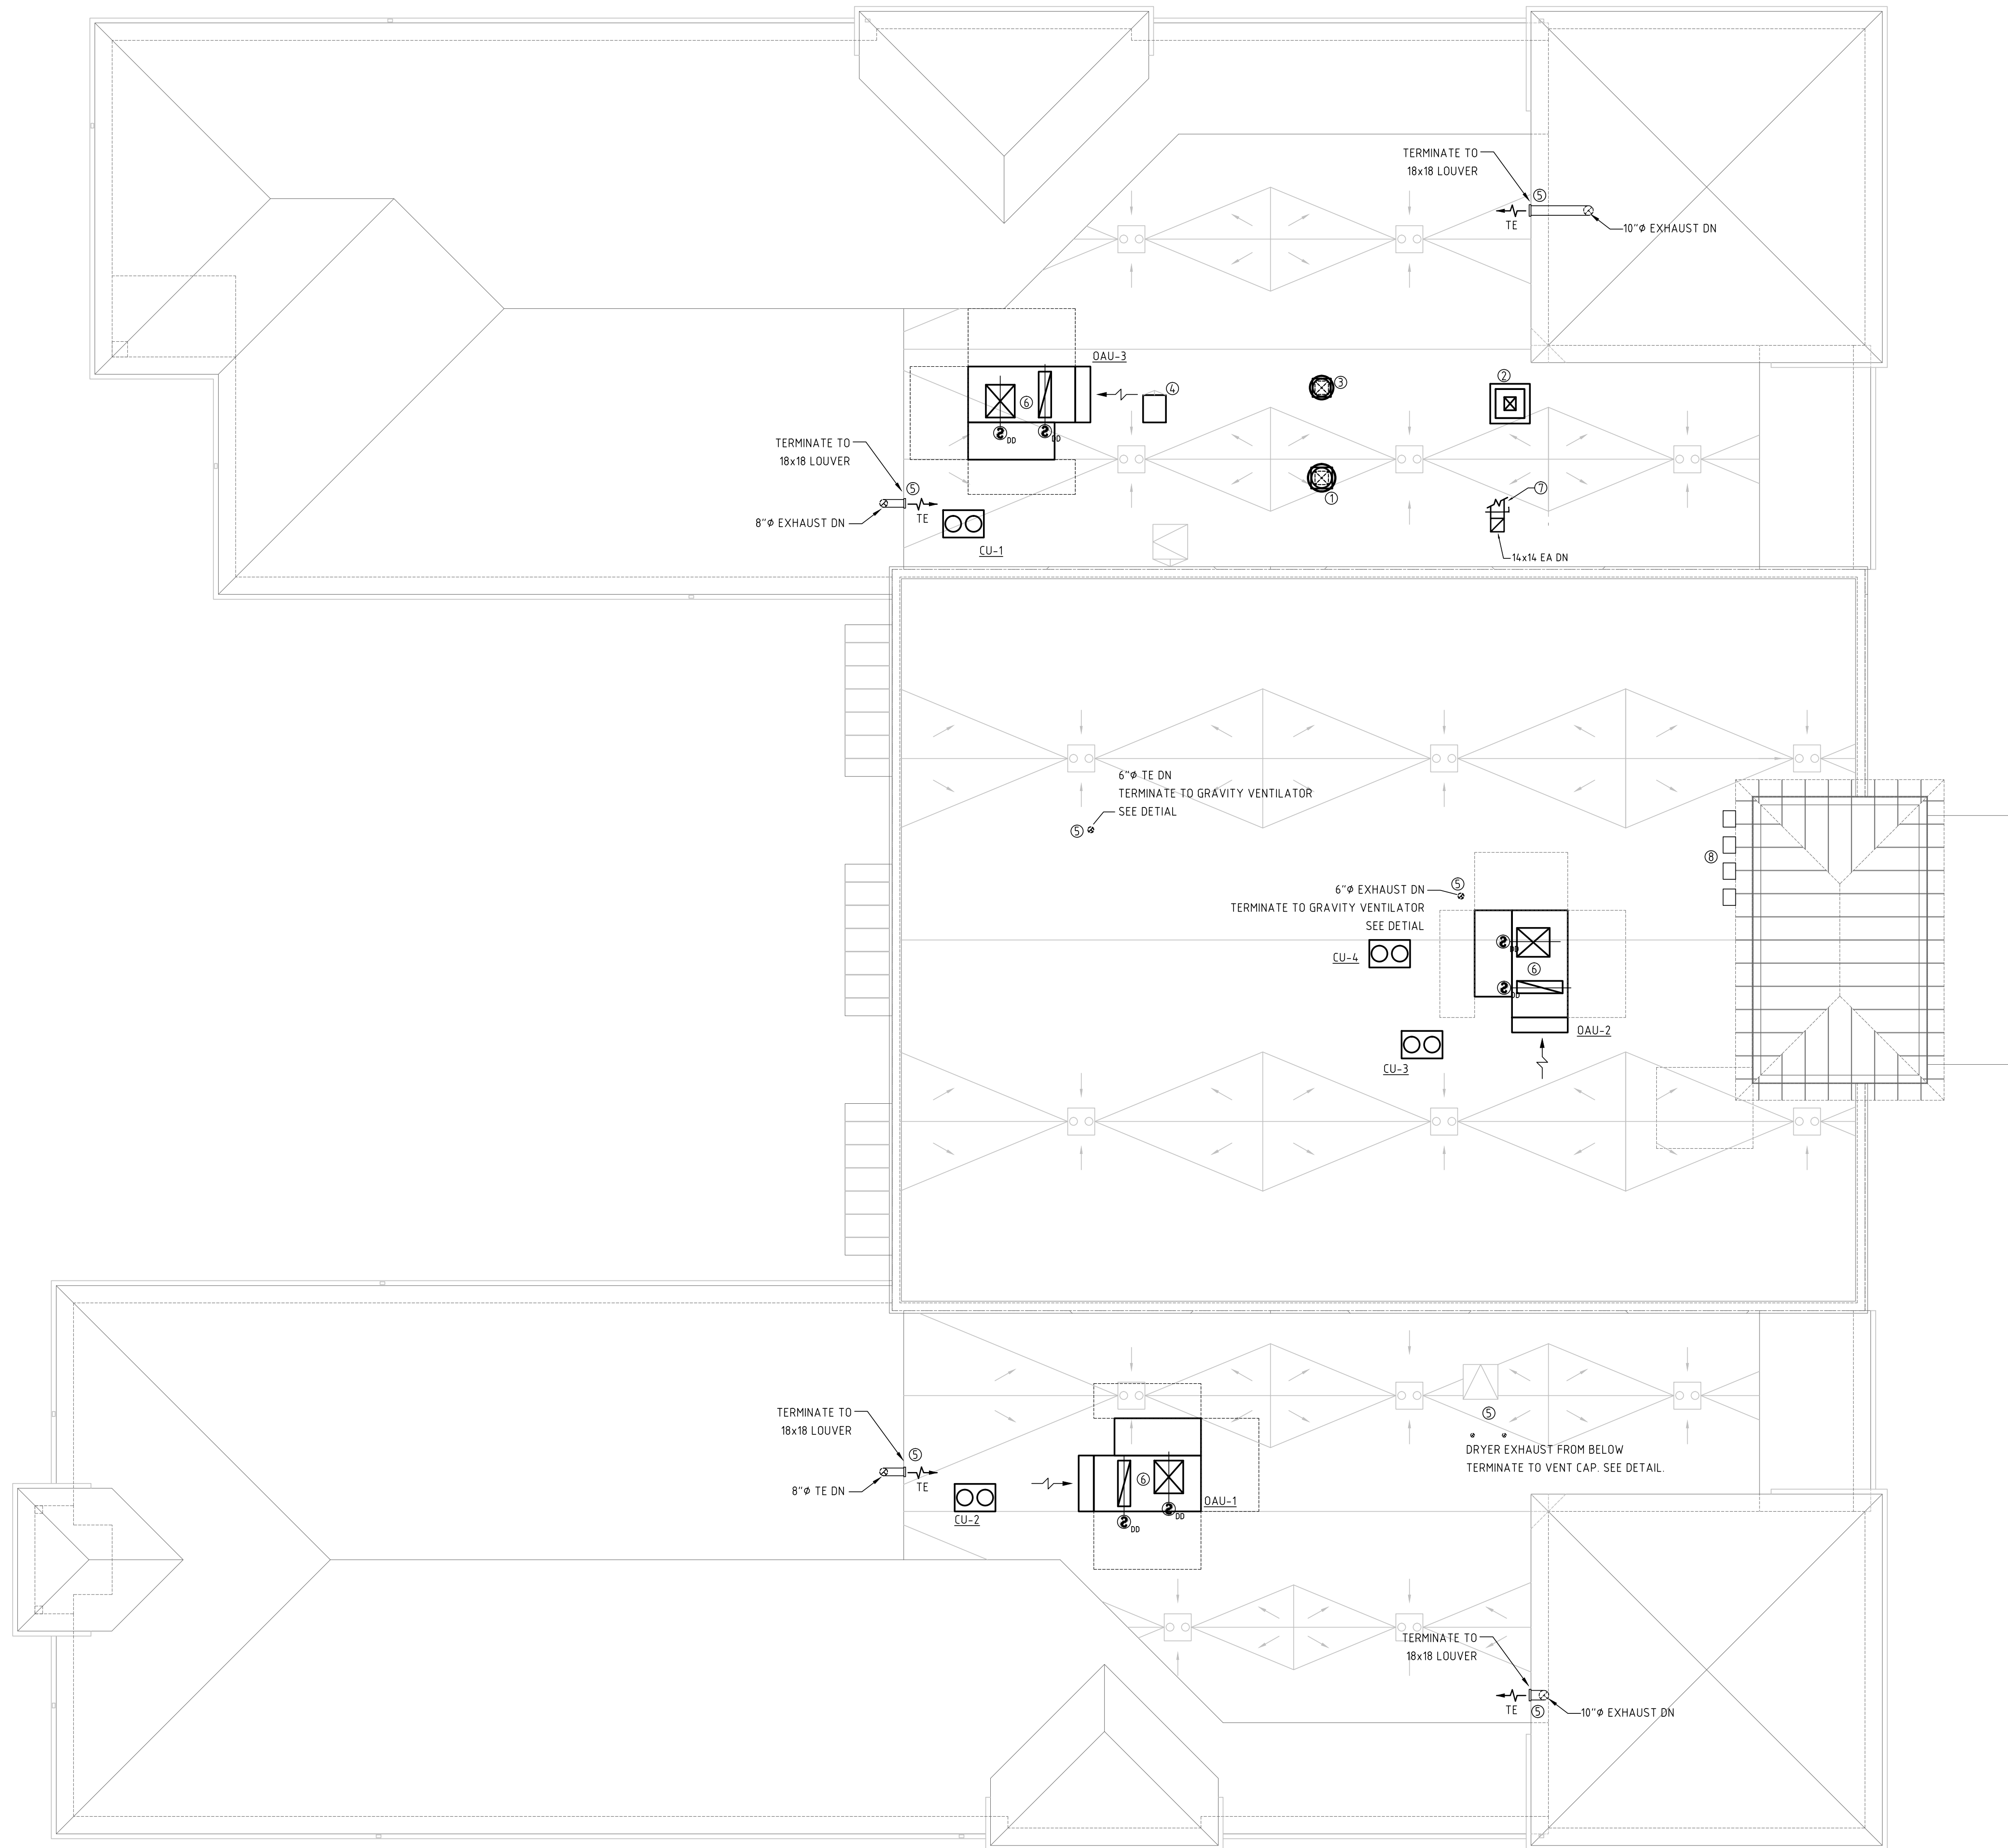 TERMINATE TO
18x18 LOUVER
⑤
TE
10"Ø EXHAUST DN
OAU-3
⑥
DD
DD
④
③
②
①
⑦
14x14 EA DN
TERMINATE TO
18x18 LOUVER
⑤
TE
8"Ø EXHAUST DN
CU-1
6"Ø TE DN
TERMINATE TO GRAVITY VENTILATOR
SEE DETIAL
⑤
⑧
6"Ø EXHAUST DN
TERMINATE TO GRAVITY VENTILATOR
SEE DETIAL
⑤
CU-4
DD
⑥
DD
OAU-2
CU-3
TERMINATE TO
18x18 LOUVER
⑤
TE
8"Ø TE DN
CU-2
⑥
OAU-1
DD
DD
⑤
DRYER EXHAUST FROM BELOW
TERMINATE TO VENT CAP. SEE DETAIL.
TERMINATE TO
18x18 LOUVER
TE
⑤
10"Ø EXHAUST DN